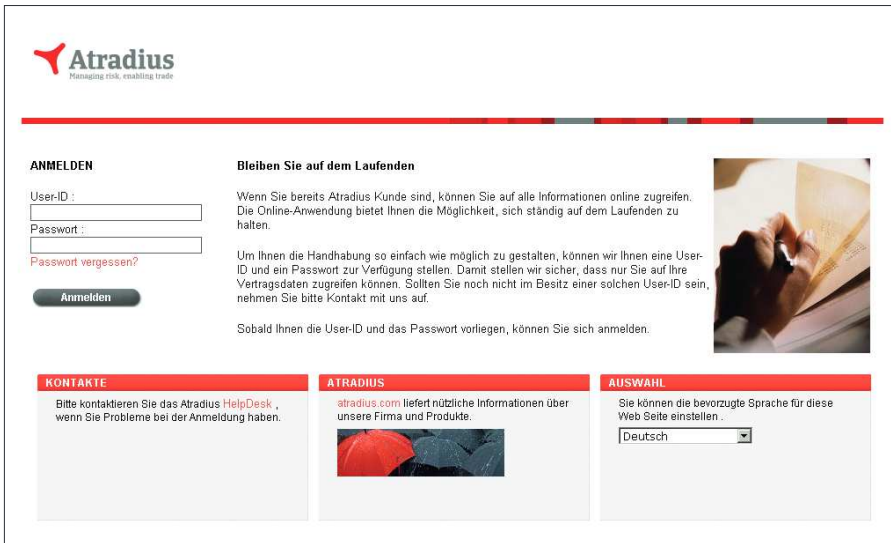 Atradius
Managing risk, enabling trade
ANMELDEN
User-ID :
Passwort :
Passwort vergessen?
Anmelden
Bleiben Sie auf dem Laufenden
Wenn Sie bereits Atradius Kunde sind, können Sie auf alle Informationen online zugreifen.
Die Online-Anwendung bietet Ihnen die Möglichkeit, sich ständig auf dem Laufenden zu
halten.
Um Ihnen die Handhabung so einfach wie möglich zu gestalten, können wir Ihnen eine User-
ID und ein Passwort zur Verfügung stellen. Damit stellen wir sicher, dass nur Sie auf Ihre
Vertragsdaten zugreifen können. Sollten Sie noch nicht im Besitz einer solchen User-ID sein,
nehmen Sie bitte Kontakt mit uns auf.
Sobald Ihnen die User-ID und das Passwort vorliegen, können Sie sich anmelden.
KONTAKTE
Bitte kontaktieren Sie das Atradius HelpDesk ,
wenn Sie Probleme bei der Anmeldung haben.
ATRADIUS
atradius.com liefert nützliche Informationen über
unsere Firma und Produkte.
AUSWAHL
Sie können die bevorzugte Sprache für diese
Web Seite einstellen .
Deutsch